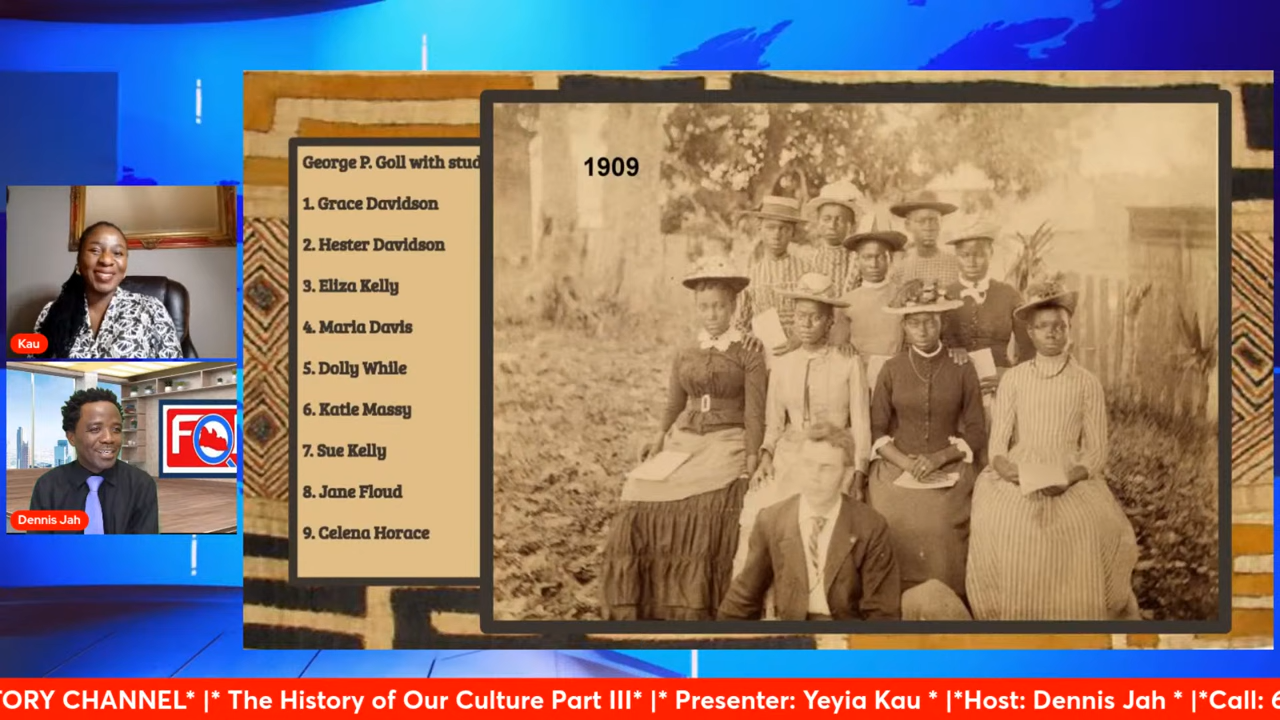 George P. Goll with stud
1. Grace Davidson
2. Hester Davidson
3. Eliza Kelly
4. Maria Davis
5. Dolly While
6. Katie Massy
7. Sue Kelly
8. Jane Floud
9. Celena Horace
1909
Kau
Dennis Jah
TORY CHANNEL* |* The History of Our Culture Part III* |* Presenter: Yeyia Kau * |*Host: Dennis Jah * |*Call: 6